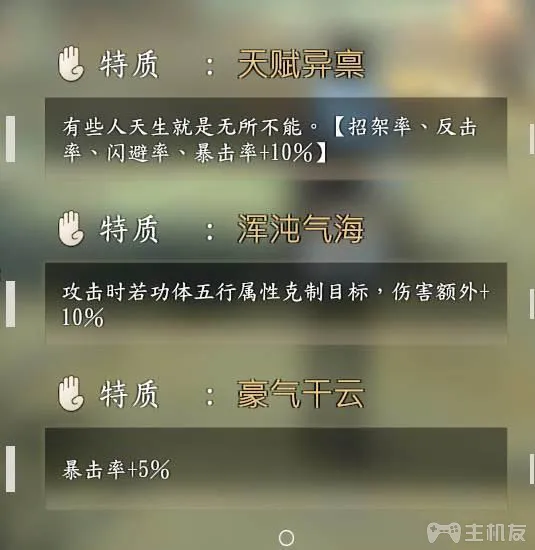 特质 : 天赋异禀
有些人天生就是无所不能。【招架率、反击
率、闪避率、暴击率+10%】
特质 : 浑沌气海
攻击时若功体五行属性克制目标，伤害额外+
10%
特质 : 豪气干云
暴击率+5%
主机友